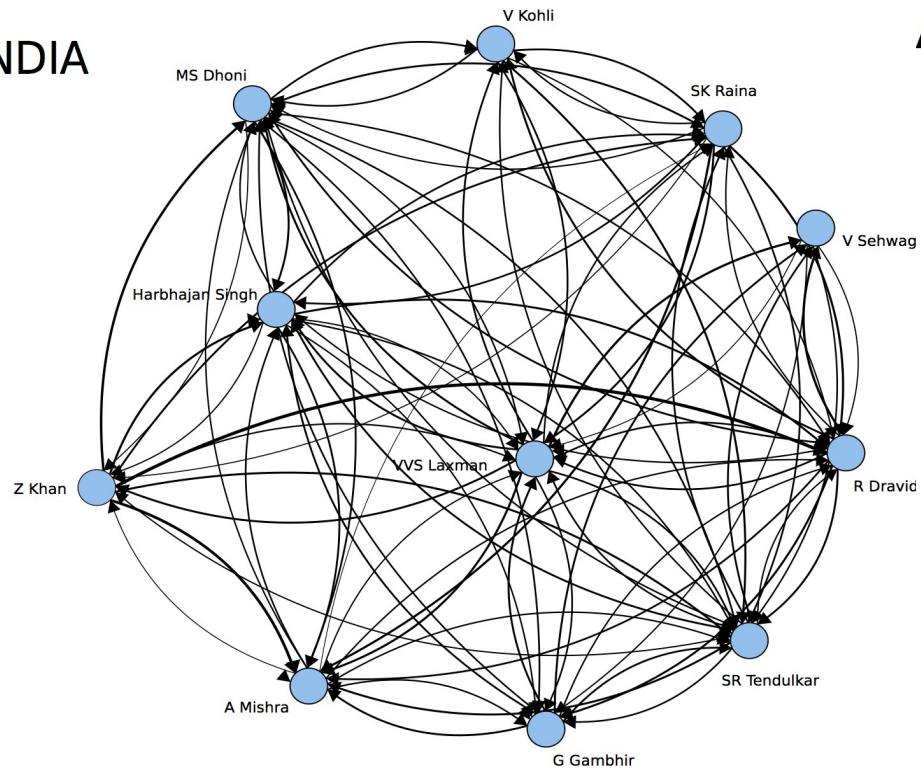 V Kohli
NDIA
MS Dhoni
SK Raina
V Sehwag
Harbhajan Singh
VVS Laxman
Z Khan
R Dravid
SR Tendulkar
A Mishra
G Gambhir